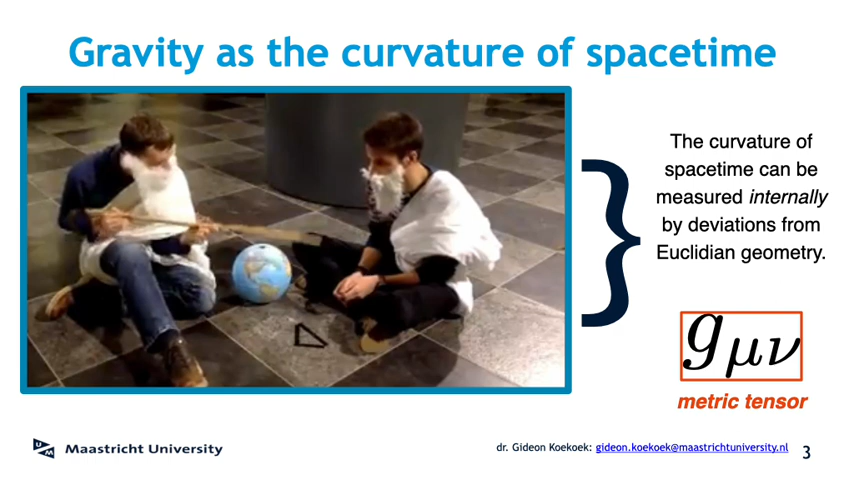 Gravity as the curvature of spacetime
The curvature of
spacetime can be
measured internally
by deviations from
Euclidian geometry.
gμν
metric tensor
UM
Maastricht University
dr. Gideon Koekoek: gideon.koekoek@maastrichtuniversity.nl
3